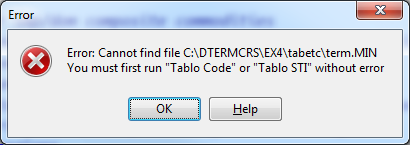 Error
Error: Cannot find file C:\DTERMCRS\EX4\tabetc\term.MIN
You must first run "Tablo Code" or "Tablo STI" without error
OK
Help